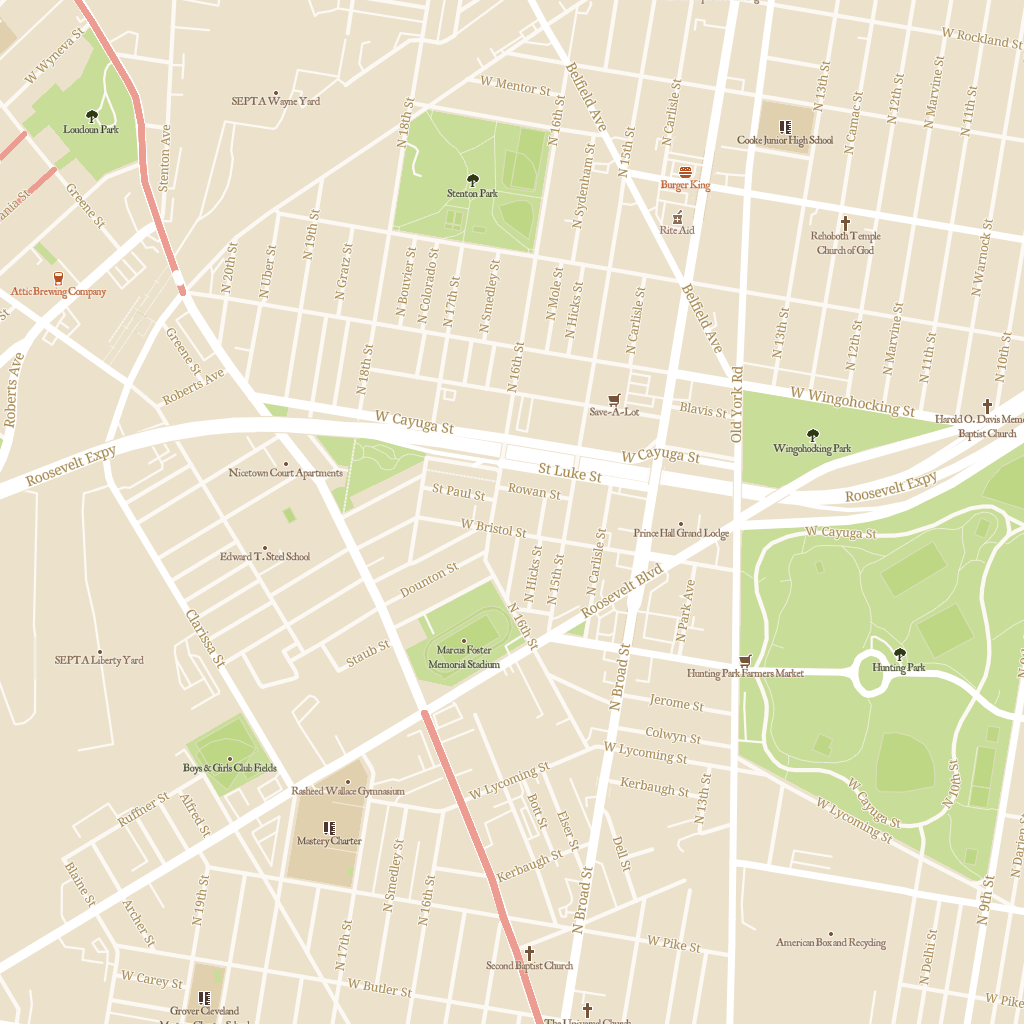 W Rockland St
W Wyneva St
Belfield Ave
W Mentor St
N 13th St
N 12th St
N Marvine St
N 11th St
SEPTA Wayne Yard
N Carlisle St
N Camac St
N 18th St
N 16th St
Loudoun Park
Stenton Ave
N 15th St
Cooke Junior High School
N Sydenham St
Burger King
Stenton Park
Greene St
Rite Aid
N 19th St
Rehoboth Temple
Church of God
N Warnock St
N 20th St
N Uber St
N Gratz St
N Bouvier St
N Colorado St
N 17th St
N Smedley St
N Mole St
N Hicks St
N Carlisle St
Belfield Ave
Attic Brewing Company
N 13th St
N 12th St
N Marvine St
N 11th St
N 10th St
Greene St
Roberts Ave
Roberts Ave
N 18th St
N 16th St
Old York Rd
W Wingohocking St
Save-A-Lot
Blavis St
W Cayuga St
Harold O. Davis Memo
Baptist Church
Wingohocking Park
Roosevelt Expy
W Cayuga St
St Luke St
Nicetown Court Apartments
Roosevelt Expy
St Paul St
Rowan St
W Bristol St
Prince Hall Grand Lodge
W Cayuga St
Edward T. Steel School
Dounton St
N Hicks St
N 15th St
N Carlisle St
Roosevelt Blvd
N Park Ave
Clarissa St
N 16th St
Staub St
Marcus Foster
Memorial Stadium
SEPTA Liberty Yard
N Broad St
Hunting Park Farmers Market
Hunting Park
Jerome St
Colwyn St
W Lycoming St
Boys & Girls Club Fields
W Lycoming St
Kerbaugh St
N 13th St
N 10th St
Rasheed Wallace Gymnasium
Ruffner St
Alfred St
Bott St
Elser St
W Cayuga St
W Lycoming St
Mastery Charter
Dell St
N Darien St
Kerbaugh St
Blaine St
N 19th St
N Smedley St
N 16th St
N Broad St
N 9th St
Archer St
N 17th St
W Pike St
American Box and Recycling
N Delhi St
Second Baptist Church
W Carey St
W Butler St
W Pike
Grover Cleveland
The Universal Church